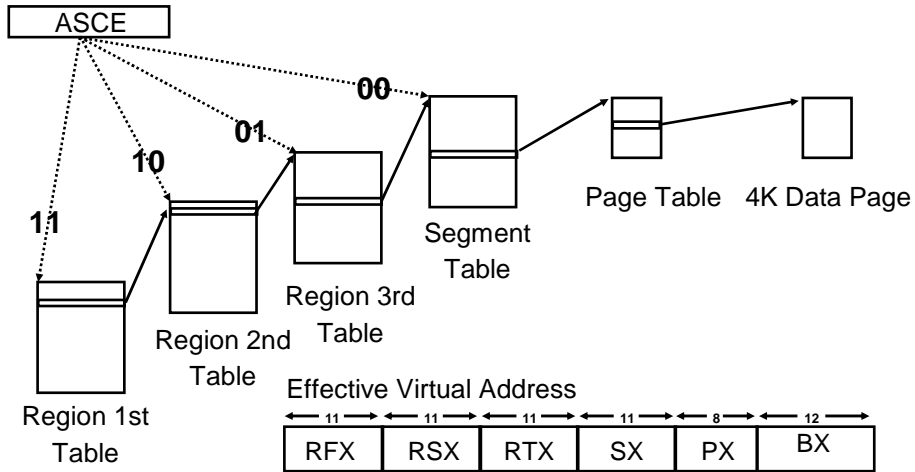 ASCE
00
01
10
11
Page Table
4K Data Page
Segment
Table
Region 3rd
Table
Region 2nd
Table
Region 1st
Table
Effective Virtual Address
11 11 11 11 8 12
RFX RSX RTX SX PX BX